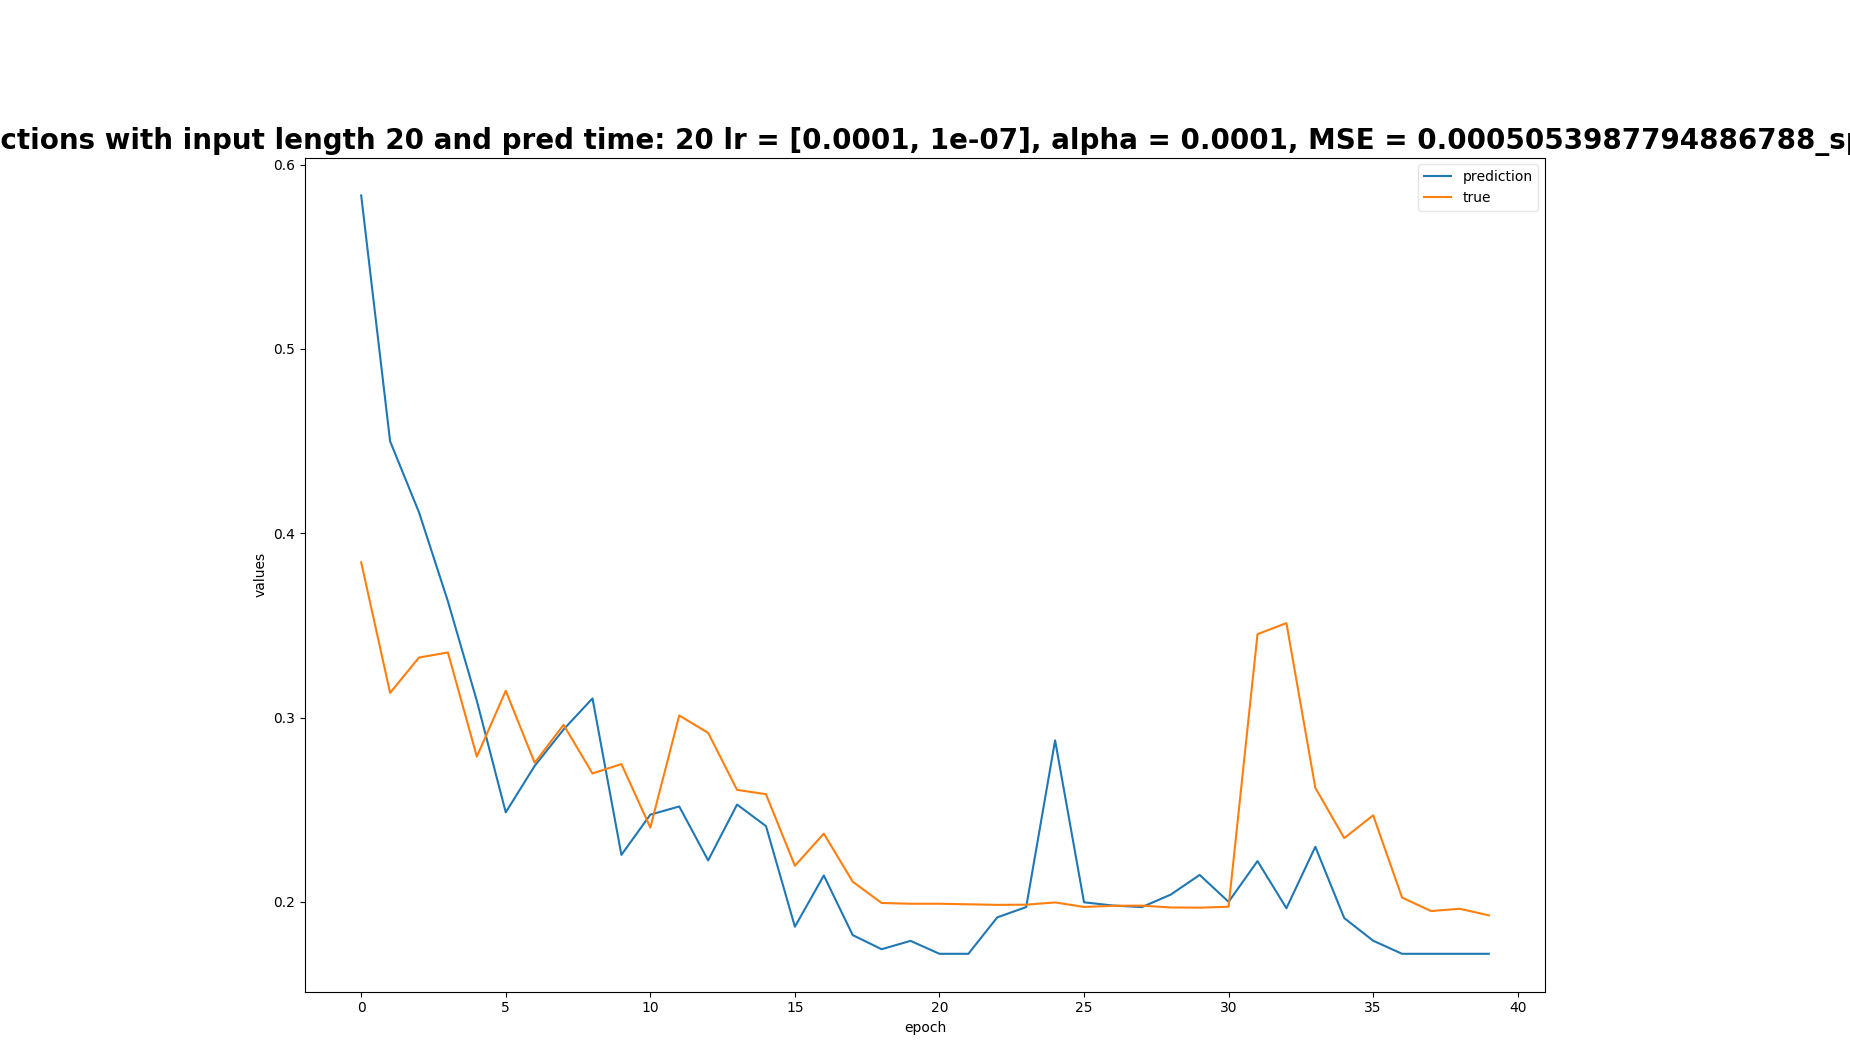 ctions with input length 20 and pred time: 20 lr = [0.0001, 1e-07], alpha = 0.0001, MSE = 0.0005053987794886788_sp
prediction
true
0.6
0.5
0.4
0.3
0.2
values
0 5 10 15 20 25 30 35 40
epoch